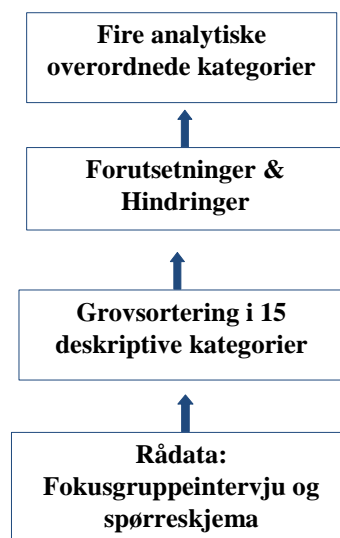 Fire analytiske
overordnede kategorier
Forutsetninger &
Hindringer
Grovsortering i 15
deskriptive kategorier
Rådata:
Fokusgruppeintervju og
spørreskjema